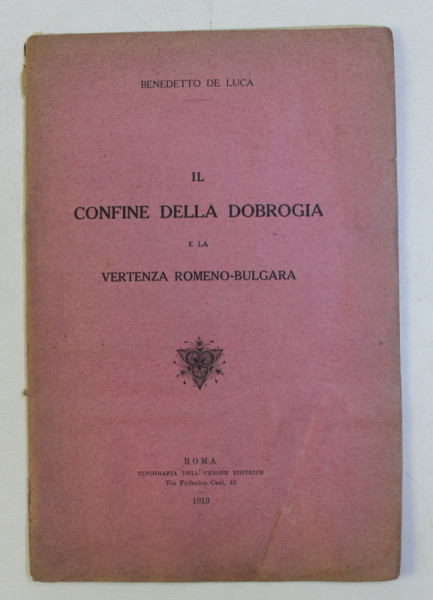 BENEDETTO DE LUCA
IL
CONFINE DELLA DOBROGIA
E LA
VERTENZA ROMENO-BULGARA
ROMA
TIPOGRAFIA DELL'UNIONE EDITRICE
Via Federico Cesi, 45
1913